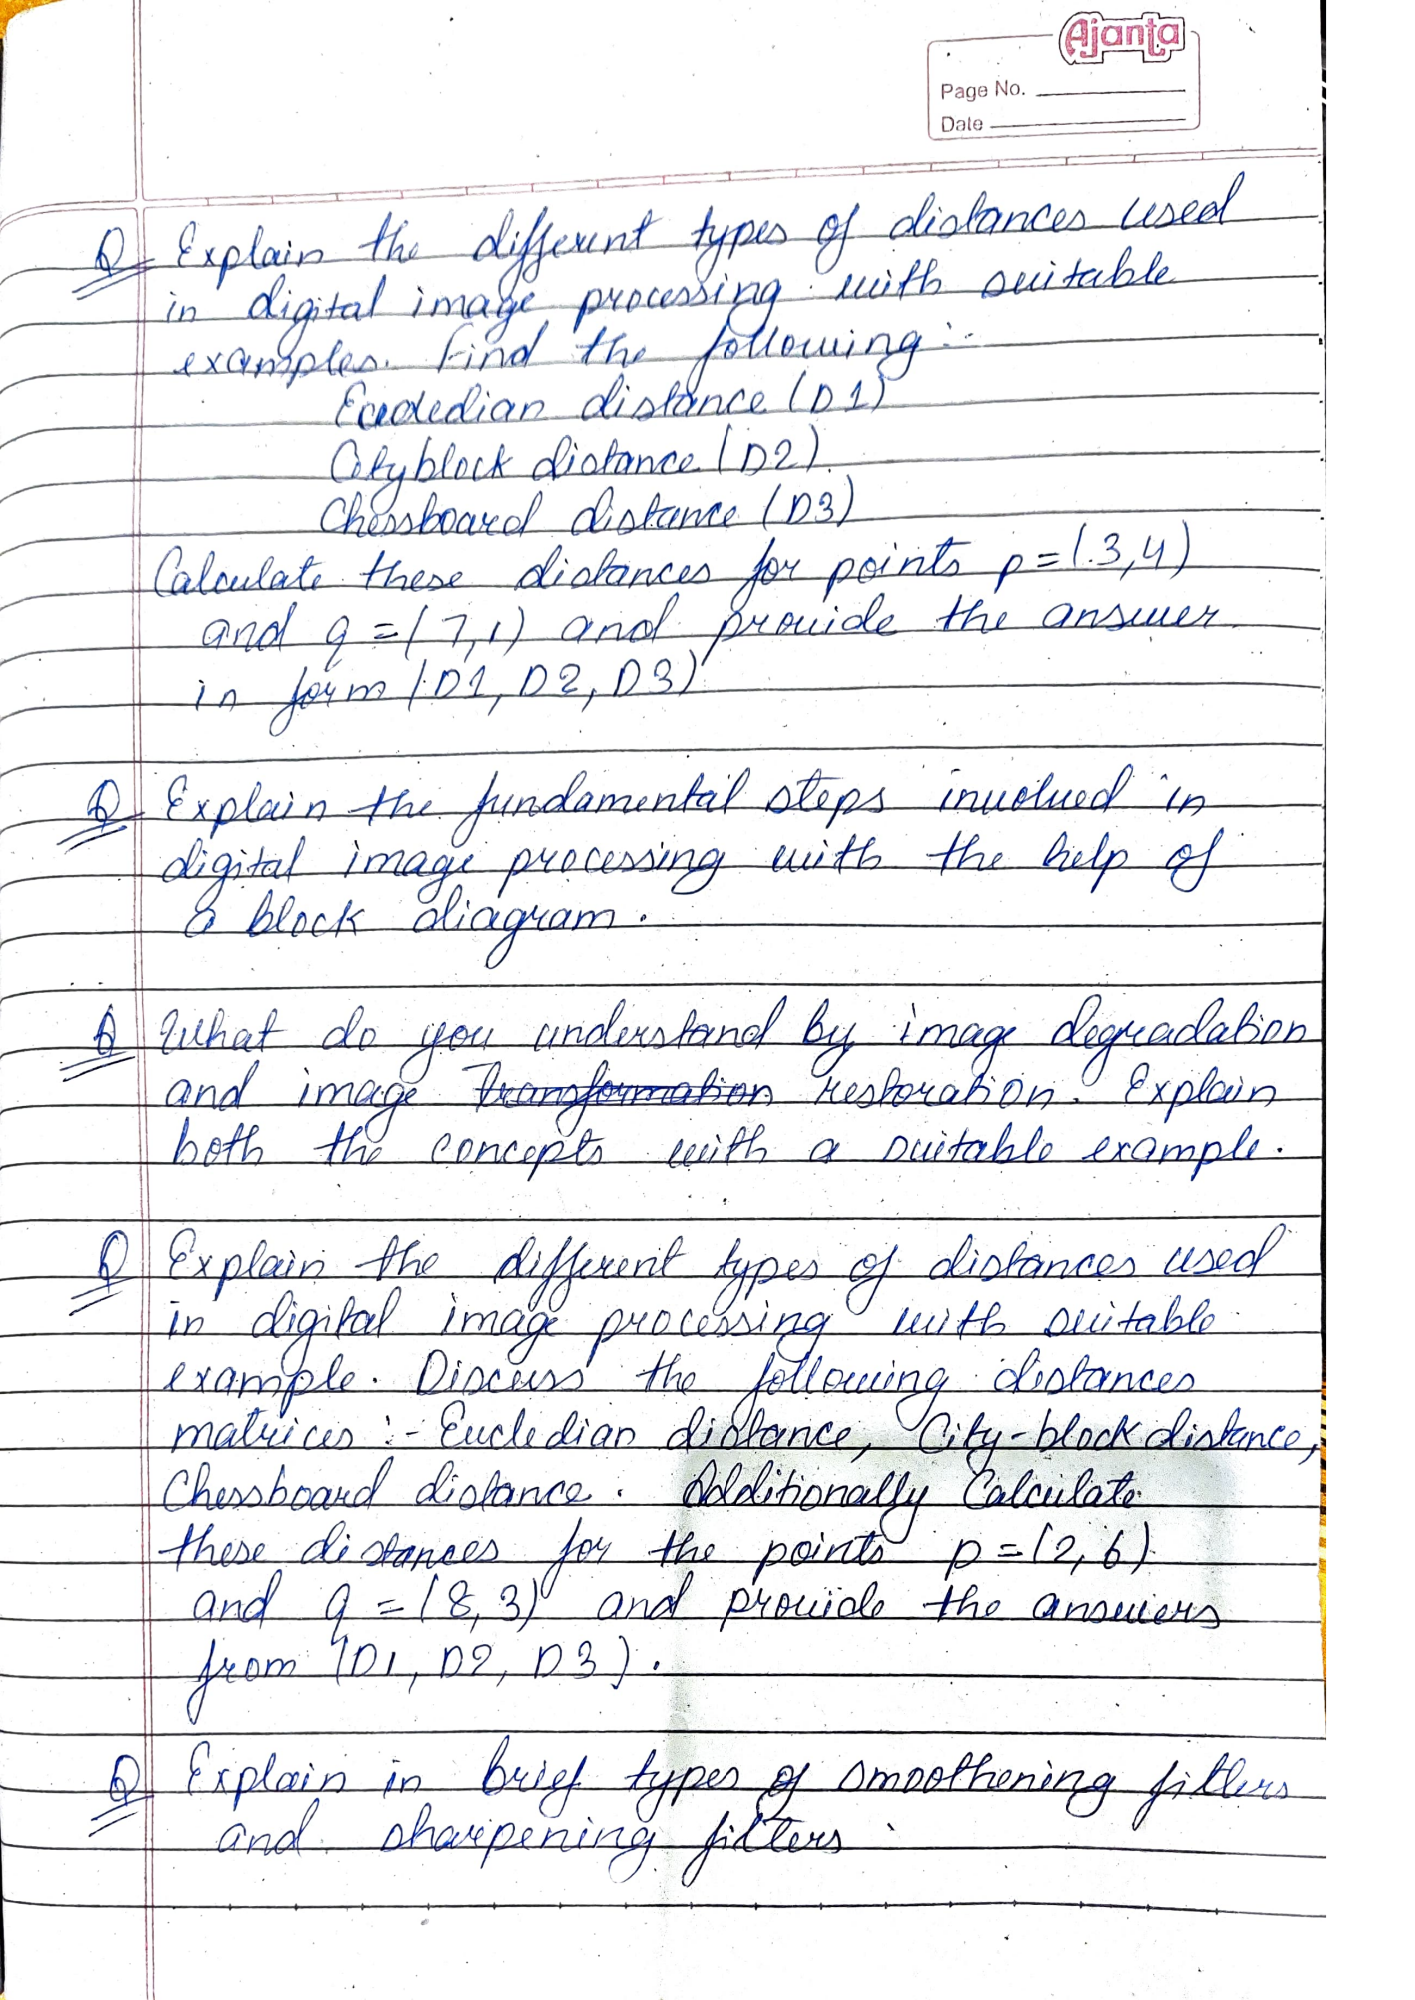 Ajanta
Page No.
Date
Q Explain the different types of distances used
in digital image processing with suitable
examples. Find the following :-
Eucledian distance (D1)
Cityblock distance (D2)
Chessboard distance (D3)
Calculate these distances for points p=(3,4)
and q =(7,1) and provide the answer
in form (D1, D2, D3)
Q Explain the fundamental steps involved in
digital image processing with the help of
a block diagram.
Q What do you understand by image degradation
and image Transformation restoration. Explain
both the concepts with a suitable example.
Q Explain the different types of distances used
in digital image processing with suitable
example. Discuss the following distances
matrices :- Eucledian distance, City-block distance,
Chessboard distance. Additionally Calculate
these distances for the points p =(2,6)
and q =(8,3) and provide the answers
from (D1, D2, D3).
Q Explain in brief types of smoothening filters
and sharpening filters.